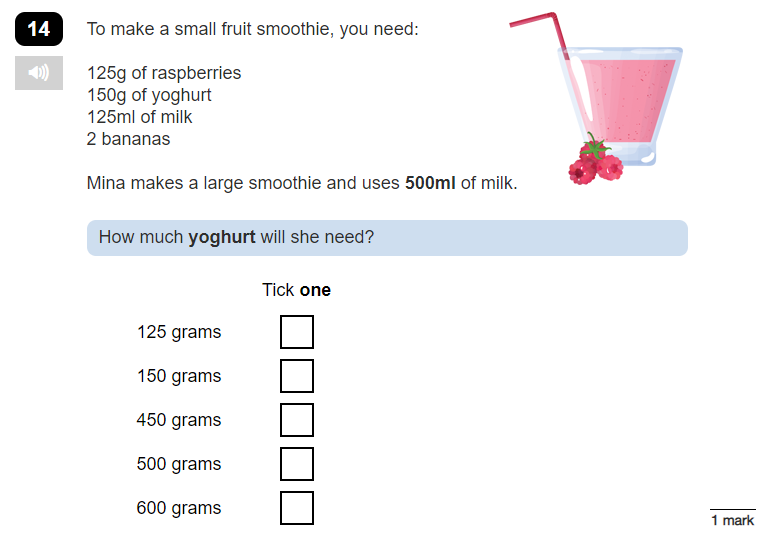 14
To make a small fruit smoothie, you need:
125g of raspberries
150g of yoghurt
125ml of milk
2 bananas
Mina makes a large smoothie and uses 500ml of milk.
How much yoghurt will she need?
Tick one
125 grams
150 grams
450 grams
500 grams
600 grams
1 mark